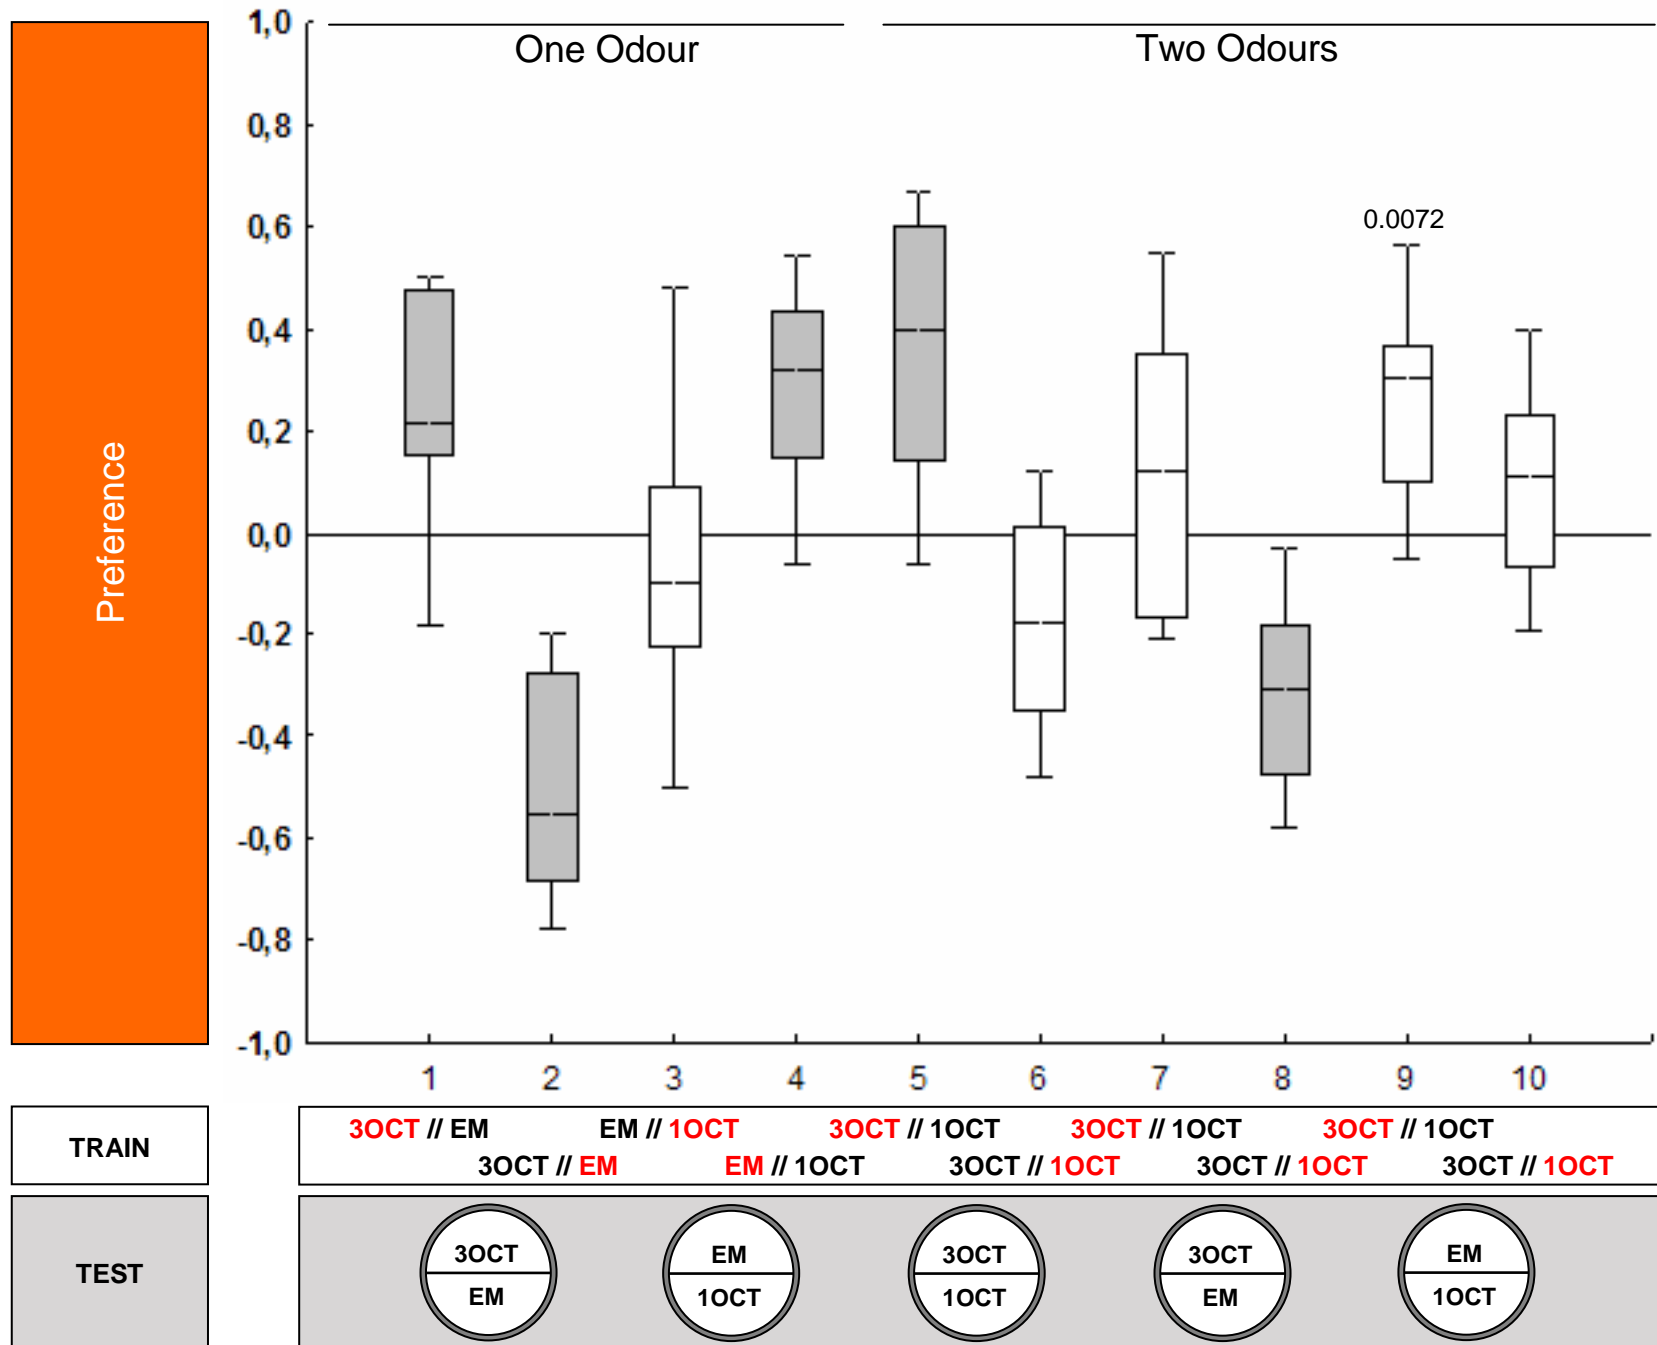 One Odour
Two Odours
Preference
1,0
0,8
0,6
0,4
0,2
0,0
-0,2
-0,4
-0,6
-0,8
-1,0
0.0072
1 2 3 4 5 6 7 8 9 10
TRAIN
3OCT // EM EM // 1OCT 3OCT // 1OCT 3OCT // 1OCT 3OCT // 1OCT
3OCT // EM EM // 1OCT 3OCT // 1OCT 3OCT // 1OCT 3OCT // 1OCT
TEST
3OCT EM 3OCT 3OCT EM
EM 1OCT 1OCT EM 1OCT